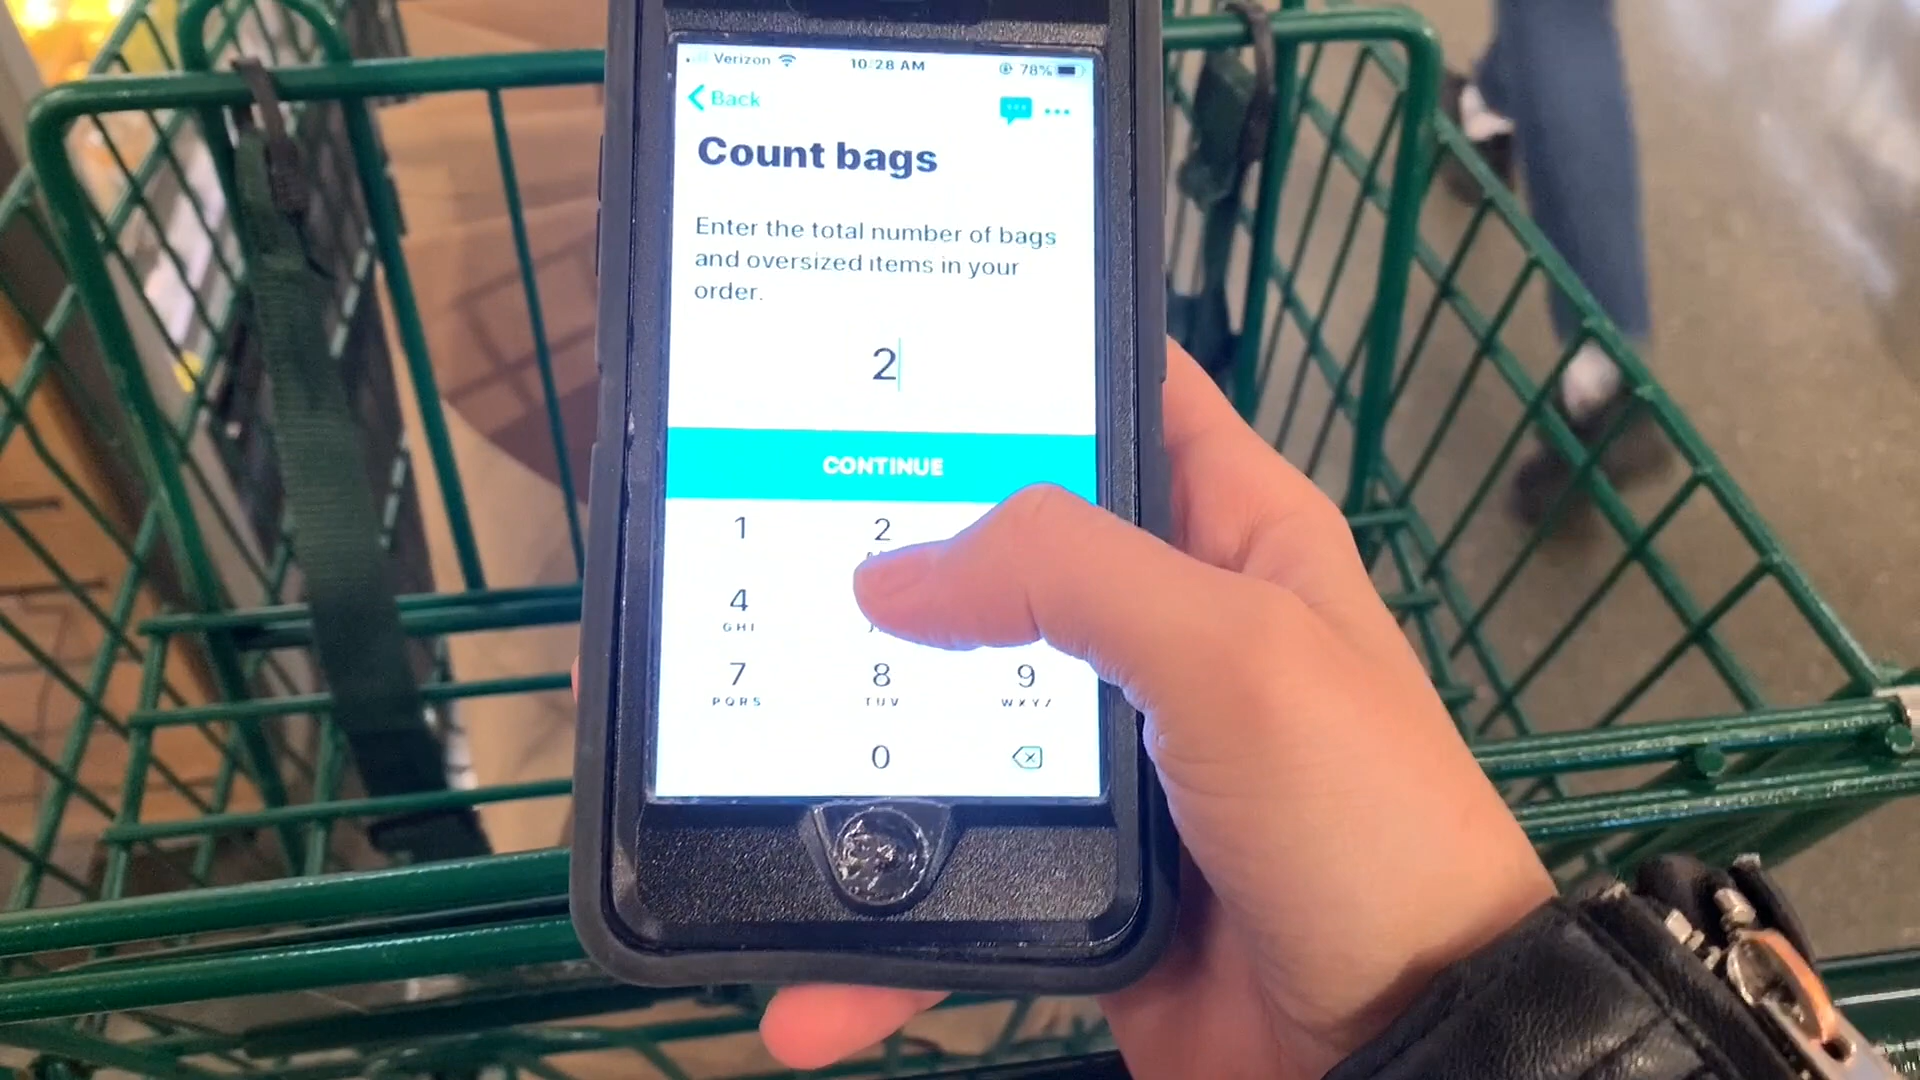 Verizon 10:28 AM 78%
Back
Count bags
Enter the total number of bags
and oversized items in your
order.
2
CONTINUE
1 2
4
GHI
7 8 9
PQRS TUV WXYZ
0